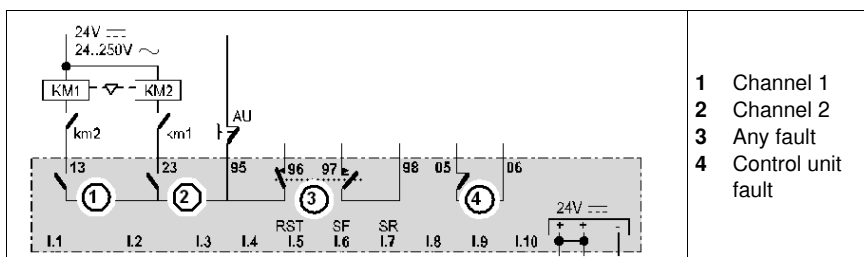 24V ⎓
24..250V ∼
KM1 KM2
AU
km2 km1
13 23 95 96 97 98 05 06
1 2 3 4
24V ⎓
RST SF SR + + -
I.1 I.2 I.3 I.4 I.5 I.6 I.7 I.8 I.9 I.10
1 Channel 1
2 Channel 2
3 Any fault
4 Control unit
fault